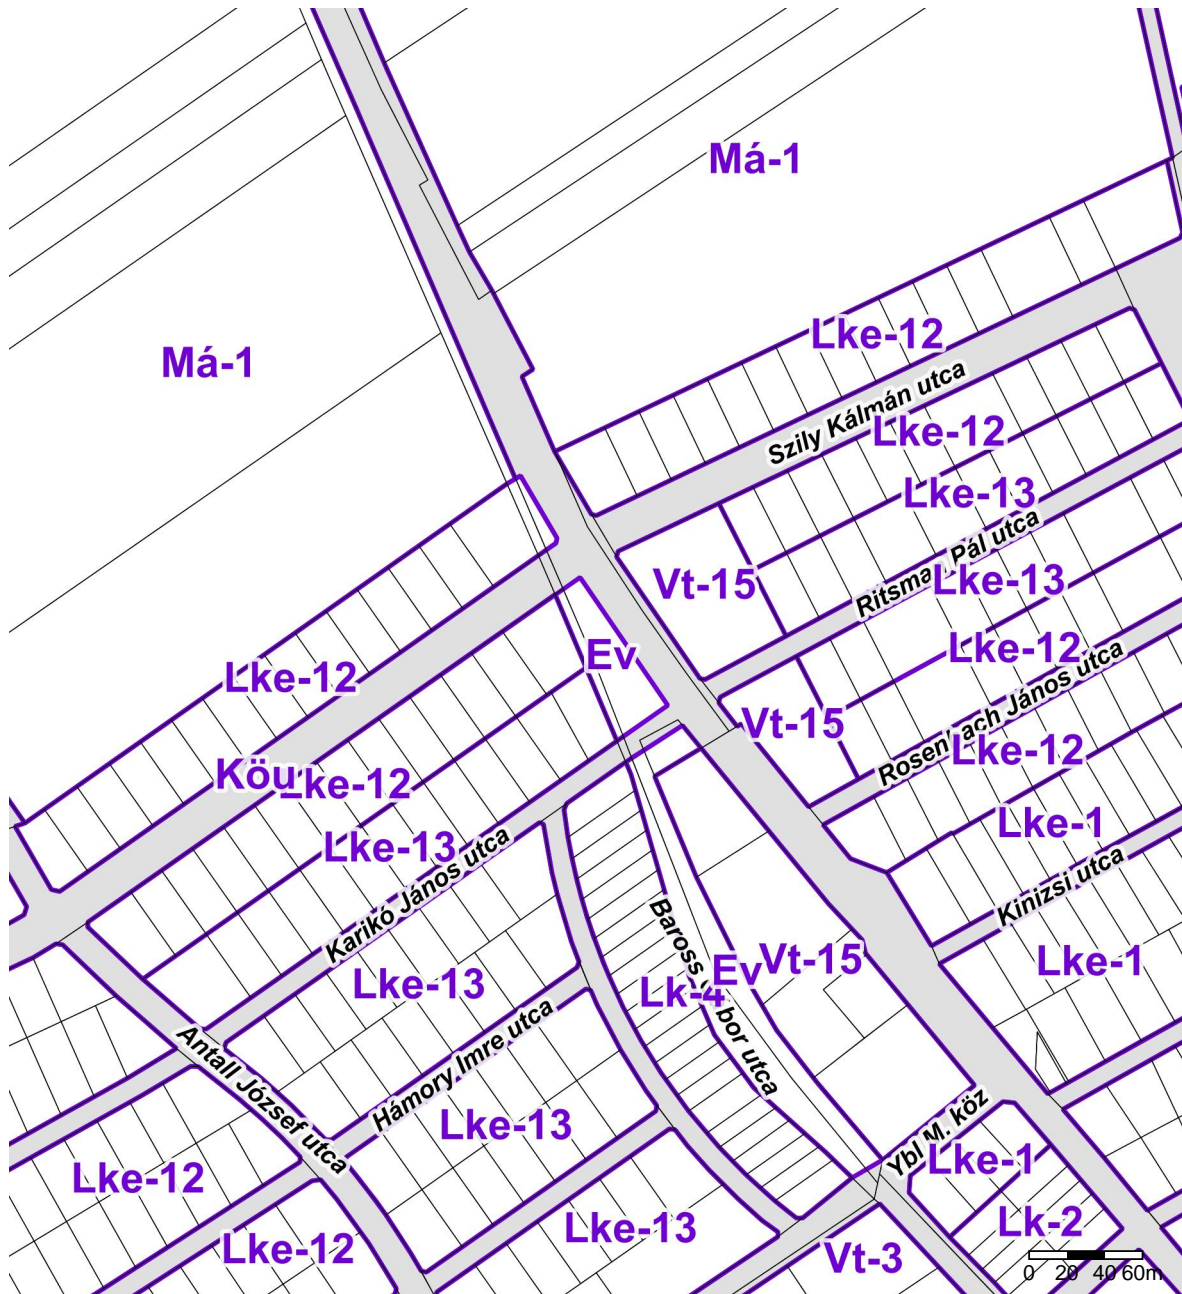 Má-1
Má-1
Lke-12
Szily Kálmán utca
Lke-12
Lke-13
Ritsman Pál utca
Vt-15
Lke-13
Ev
Lke-12
Lke-12
Rosenbach János utca
Vt-15
Lke-12
Köu
Lke-12
Lke-1
Lke-13
Karikó János utca
Kinizsi utca
Baross Gábor utca
Ev
Vt-15
Lke-1
Lke-13
Lk-4
Hámory Imre utca
Antall József utca
Lke-13
Ybl M. köz
Lke-1
Lke-12
Lke-13
Lk-2
Lke-12
Vt-3
0 20 40 60m